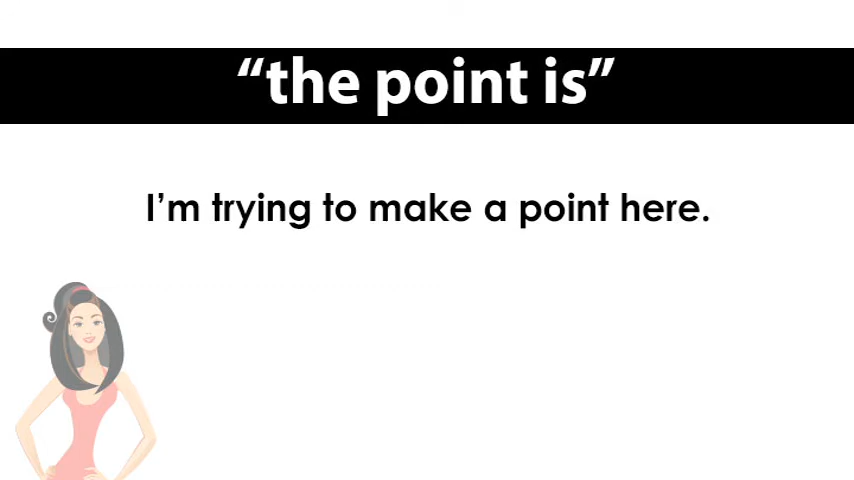 “the point is”
I’m trying to make a point here.